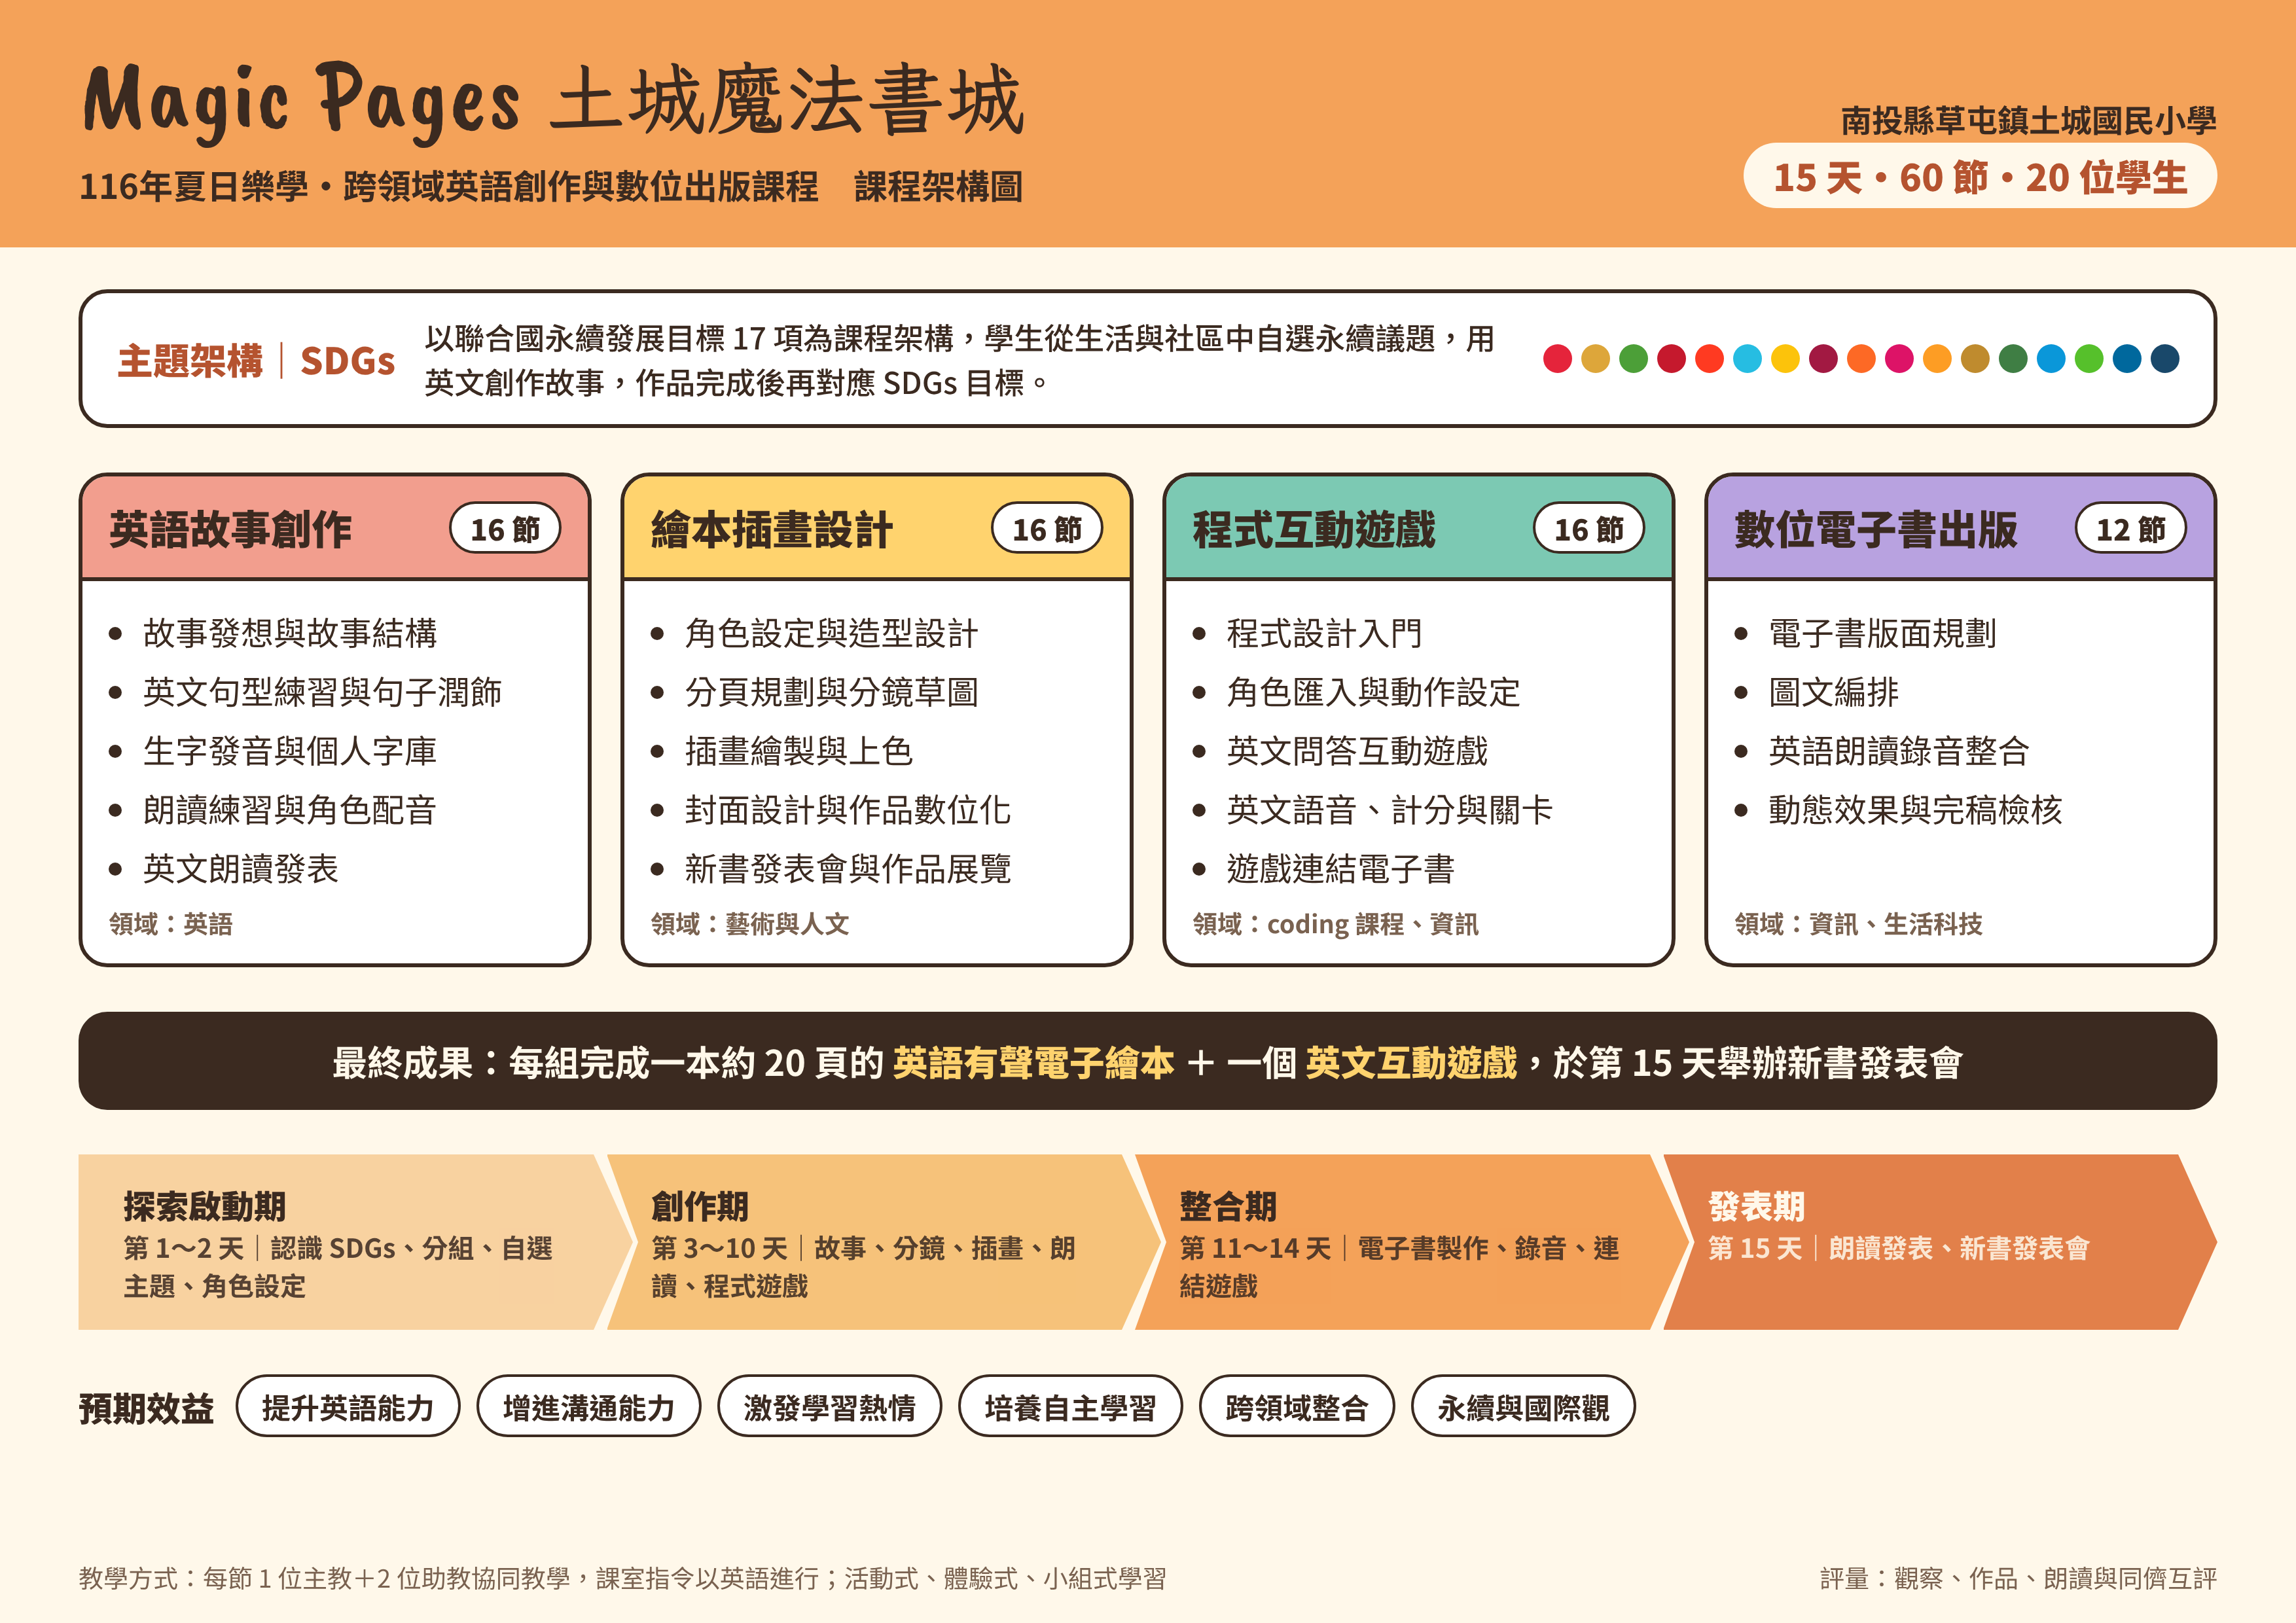 Magic Pages 土城魔法書城
116年夏日樂學・跨領域英語創作與數位出版課程　課程架構圖
南投縣草屯鎮土城國民小學
15 天・60 節・20 位學生
主題架構｜SDGs
以聯合國永續發展目標 17 項為課程架構，學生從生活與社區中自選永續議題，用
英文創作故事，作品完成後再對應 SDGs 目標。
英語故事創作
16 節
故事發想與故事結構
英文句型練習與句子潤飾
生字發音與個人字庫
朗讀練習與角色配音
英文朗讀發表
領域：英語
繪本插畫設計
16 節
角色設定與造型設計
分頁規劃與分鏡草圖
插畫繪製與上色
封面設計與作品數位化
新書發表會與作品展覽
領域：藝術與人文
程式互動遊戲
16 節
程式設計入門
角色匯入與動作設定
英文問答互動遊戲
英文語音、計分與關卡
遊戲連結電子書
領域：coding 課程、資訊
數位電子書出版
12 節
電子書版面規劃
圖文編排
英語朗讀錄音整合
動態效果與完稿檢核
領域：資訊、生活科技
最終成果：每組完成一本約 20 頁的 英語有聲電子繪本 ＋ 一個 英文互動遊戲，於第 15 天舉辦新書發表會
探索啟動期
第 1～2 天｜認識 SDGs、分組、自選
主題、角色設定
創作期
第 3～10 天｜故事、分鏡、插畫、朗
讀、程式遊戲
整合期
第 11～14 天｜電子書製作、錄音、連
結遊戲
發表期
第 15 天｜朗讀發表、新書發表會
預期效益
提升英語能力
增進溝通能力
激發學習熱情
培養自主學習
跨領域整合
永續與國際觀
教學方式：每節 1 位主教＋2 位助教協同教學，課室指令以英語進行；活動式、體驗式、小組式學習
評量：觀察、作品、朗讀與同儕互評